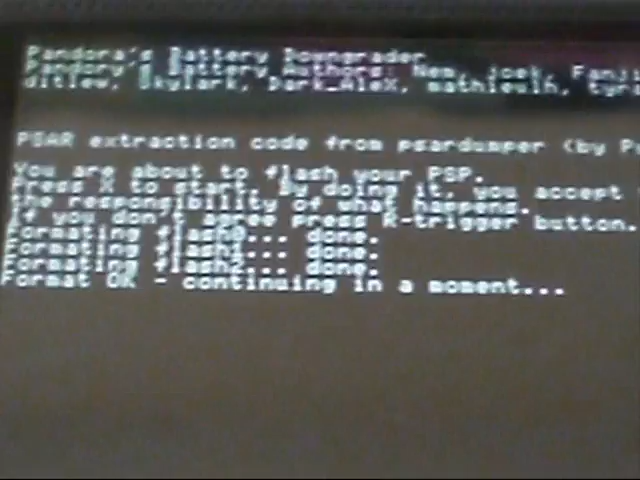 Pandora's Battery Downgrader
Pandora's Battery Authors: Nem, jost, Fanji
ditlew, Skylark, Dark_AleX, mathieulh, tyra
PSAR extraction code from psardumper (by P
You are about to flash your PSP.
Press X to start. By doing it, you accept
the responsibility of what happens.
If you don't agree press R-trigger button.
Formating flash0... done.
Formating flash1... done.
Formating flash2... done.
Format OK - continuing in a moment...